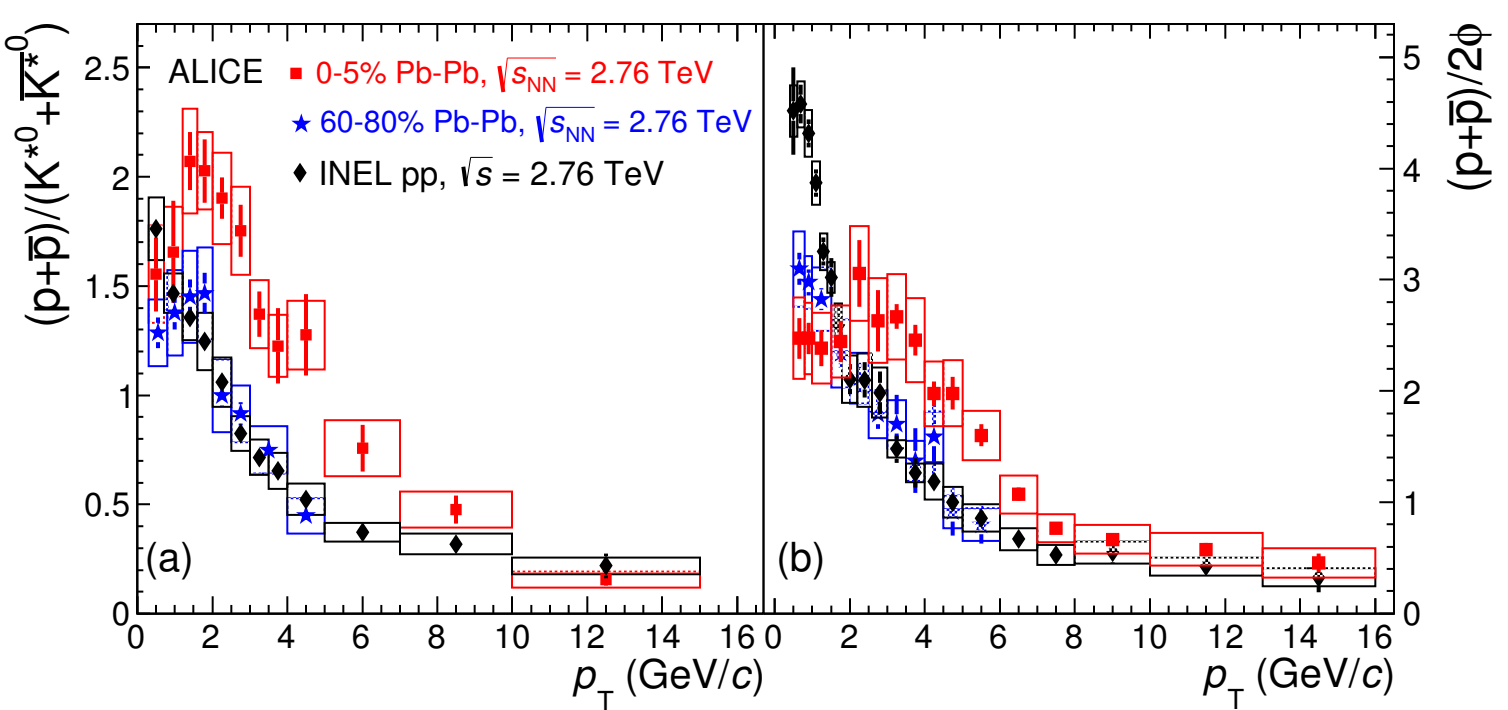 (p+p̅)/(K*⁰+K̅*̅⁰)
2.5
2
1.5
1
0.5
0
ALICE
0-5% Pb-Pb, √s_NN = 2.76 TeV
60-80% Pb-Pb, √s_NN = 2.76 TeV
INEL pp, √s = 2.76 TeV
(a)
0 2 4 6 8 10 12 14 16
p_T (GeV/c)
(b)
0 2 4 6 8 10 12 14 16
p_T (GeV/c)
5
4
3
2
1
0
(p+p̅)/2ϕ